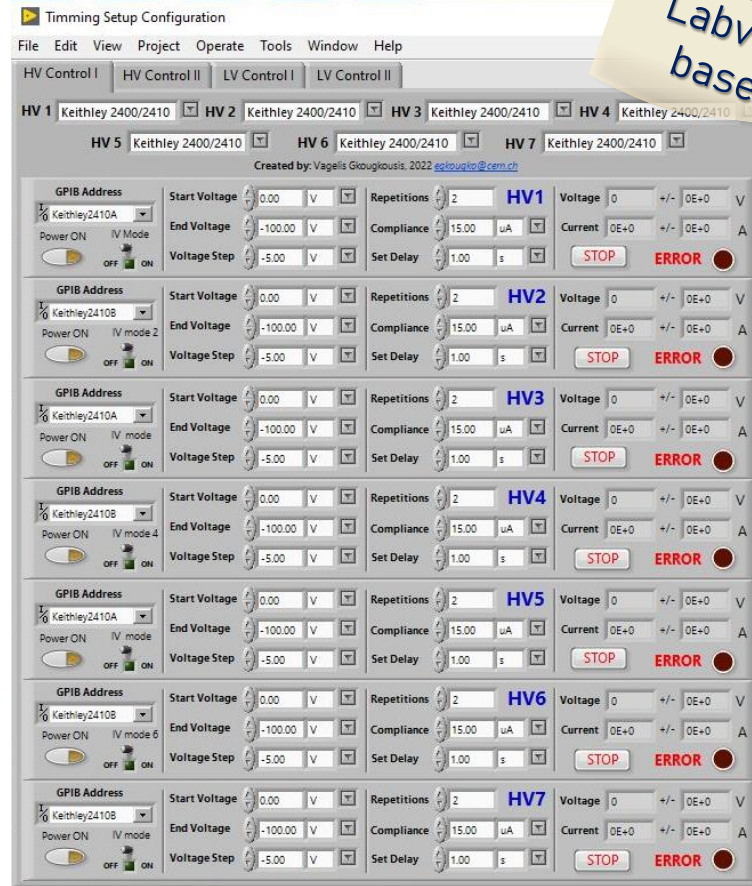 Timming Setup Configuration
File Edit View Project Operate Tools Window Help
HV Control I HV Control II LV Control I LV Control II
HV 1 Keithley 2400/2410 HV 2 Keithley 2400/2410 HV 3 Keithley 2400/2410 HV 4 Keithley 2400/2410
HV 5 Keithley 2400/2410 HV 6 Keithley 2400/2410 HV 7 Keithley 2400/2410
Created by: Vagelis Gkougkousis, 2022 egkougko@cern.ch
GPIB Address Start Voltage 0.00 V Repetitions 2 HV1 Voltage 0 +/- 0E+0 V
Keithley2410A
Power ON IV Mode End Voltage -100.00 V Compliance 15.00 uA Current 0E+0 +/- 0E+0 A
OFF ON Voltage Step -5.00 V Set Delay 1.00 s STOP ERROR
GPIB Address Start Voltage 0.00 V Repetitions 2 HV2 Voltage 0 +/- 0E+0 V
Keithley2410B
Power ON IV mode 2 End Voltage -100.00 V Compliance 15.00 uA Current 0E+0 +/- 0E+0 A
OFF ON Voltage Step -5.00 V Set Delay 1.00 s STOP ERROR
GPIB Address Start Voltage 0.00 V Repetitions 2 HV3 Voltage 0 +/- 0E+0 V
Keithley2410A
Power ON IV mode End Voltage -100.00 V Compliance 15.00 uA Current 0E+0 +/- 0E+0 A
OFF ON Voltage Step -5.00 V Set Delay 1.00 s STOP ERROR
GPIB Address Start Voltage 0.00 V Repetitions 2 HV4 Voltage 0 +/- 0E+0 V
Keithley2410B
Power ON IV mode 4 End Voltage -100.00 V Compliance 15.00 uA Current 0E+0 +/- 0E+0 A
OFF ON Voltage Step -5.00 V Set Delay 1.00 s STOP ERROR
GPIB Address Start Voltage 0.00 V Repetitions 2 HV5 Voltage 0 +/- 0E+0 V
Keithley2410A
Power ON IV mode End Voltage -100.00 V Compliance 15.00 uA Current 0E+0 +/- 0E+0 A
OFF ON Voltage Step -5.00 V Set Delay 1.00 s STOP ERROR
GPIB Address Start Voltage 0.00 V Repetitions 2 HV6 Voltage 0 +/- 0E+0 V
Keithley2410B
Power ON IV mode 6 End Voltage -100.00 V Compliance 15.00 uA Current 0E+0 +/- 0E+0 A
OFF ON Voltage Step -5.00 V Set Delay 1.00 s STOP ERROR
GPIB Address Start Voltage 0.00 V Repetitions 2 HV7 Voltage 0 +/- 0E+0 V
Keithley2410B
Power ON IV mode End Voltage -100.00 V Compliance 15.00 uA Current 0E+0 +/- 0E+0 A
OFF ON Voltage Step -5.00 V Set Delay 1.00 s STOP ERROR